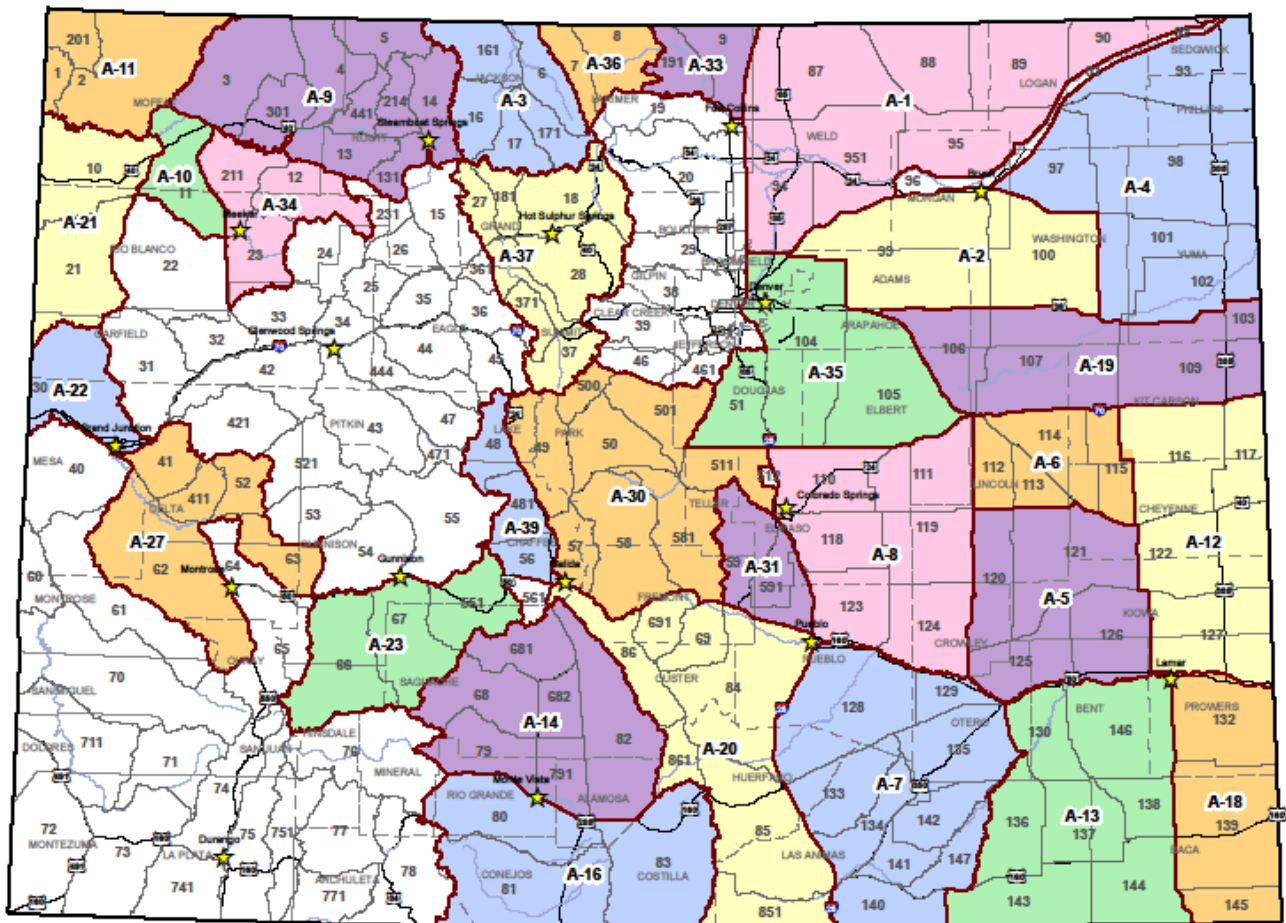 201
8
5
9
90
SEDGWICK
A-11
161
A-36
A-33
1
2
3
4
A-9
JACKSON
6
7
191
87
88
89
LOGAN
93
MOFFAT
301
441
214
14
A-3
LARIMER
19
A-1
PHILLIPS
Steamboat Springs
16
Fort Collins
ROUTT
13
17
171
WELD
95
10
A-10
211
12
131
34
20
951
97
98
11
A-34
94
96
Brush
A-4
A-21
Meeker
231
15
27
181
18
MORGAN
RIO BLANCO
23
24
26
GRAND
Hot Sulphur Springs
BOULDER
29
WASHINGTON
101
21
22
A-37
A-2
100
YUMA
25
361
28
GILPIN
BROOMFIELD
99
ADAMS
102
35
371
38
Denver
GARFIELD
33
36
CLEAR CREEK
DENVER
103
32
Glenwood Springs
34
EAGLE
SUMMIT
39
ARAPAHOE
31
42
44
45
37
JEFFERSON
104
106
107
A-19
109
30
A-22
444
46
461
A-35
500
DOUGLAS
51
105
ELBERT
KIT CARSON
47
LAKE
501
Grand Junction
421
PITKIN
43
48
49
PARK
50
114
MESA
40
41
52
521
471
511
512
110
111
112
A-6
115
116
117
411
A-30
LINCOLN
DELTA
53
55
481
TELLER
Colorado Springs
113
CHEYENNE
A-27
GUNNISON
A-39
CHAFFEE
EL PASO
119
54
56
57
58
581
118
A-8
121
122
A-12
60
62
63
Gunnison
Salida
59
A-31
Montrose
64
551
561
591
120
MONTROSE
61
FREMONT
123
A-5
KIOWA
67
691
124
126
127
A-23
681
69
Pueblo
CROWLEY
65
86
PUEBLO
125
OURAY
66
SAGUACHE
CUSTER
Lamar
70
68
682
84
129
SAN MIGUEL
A-14
128
BENT
PROWERS
HINSDALE
OTERO
130
146
132
711
SAN JUAN
76
79
82
A-20
135
DOLORES
71
MINERAL
861
791
HUERFANO
A-7
74
Monte Vista
133
138
A-18
RIO GRANDE
80
ALAMOSA
A-13
72
85
134
142
136
137
139
MONTEZUMA
75
751
77
BACA
73
Durango
LAS ANIMAS
LA PLATA
83
141
147
78
CONEJOS
A-16
COSTILLA
144
741
ARCHULETA
81
771
851
140
143
145